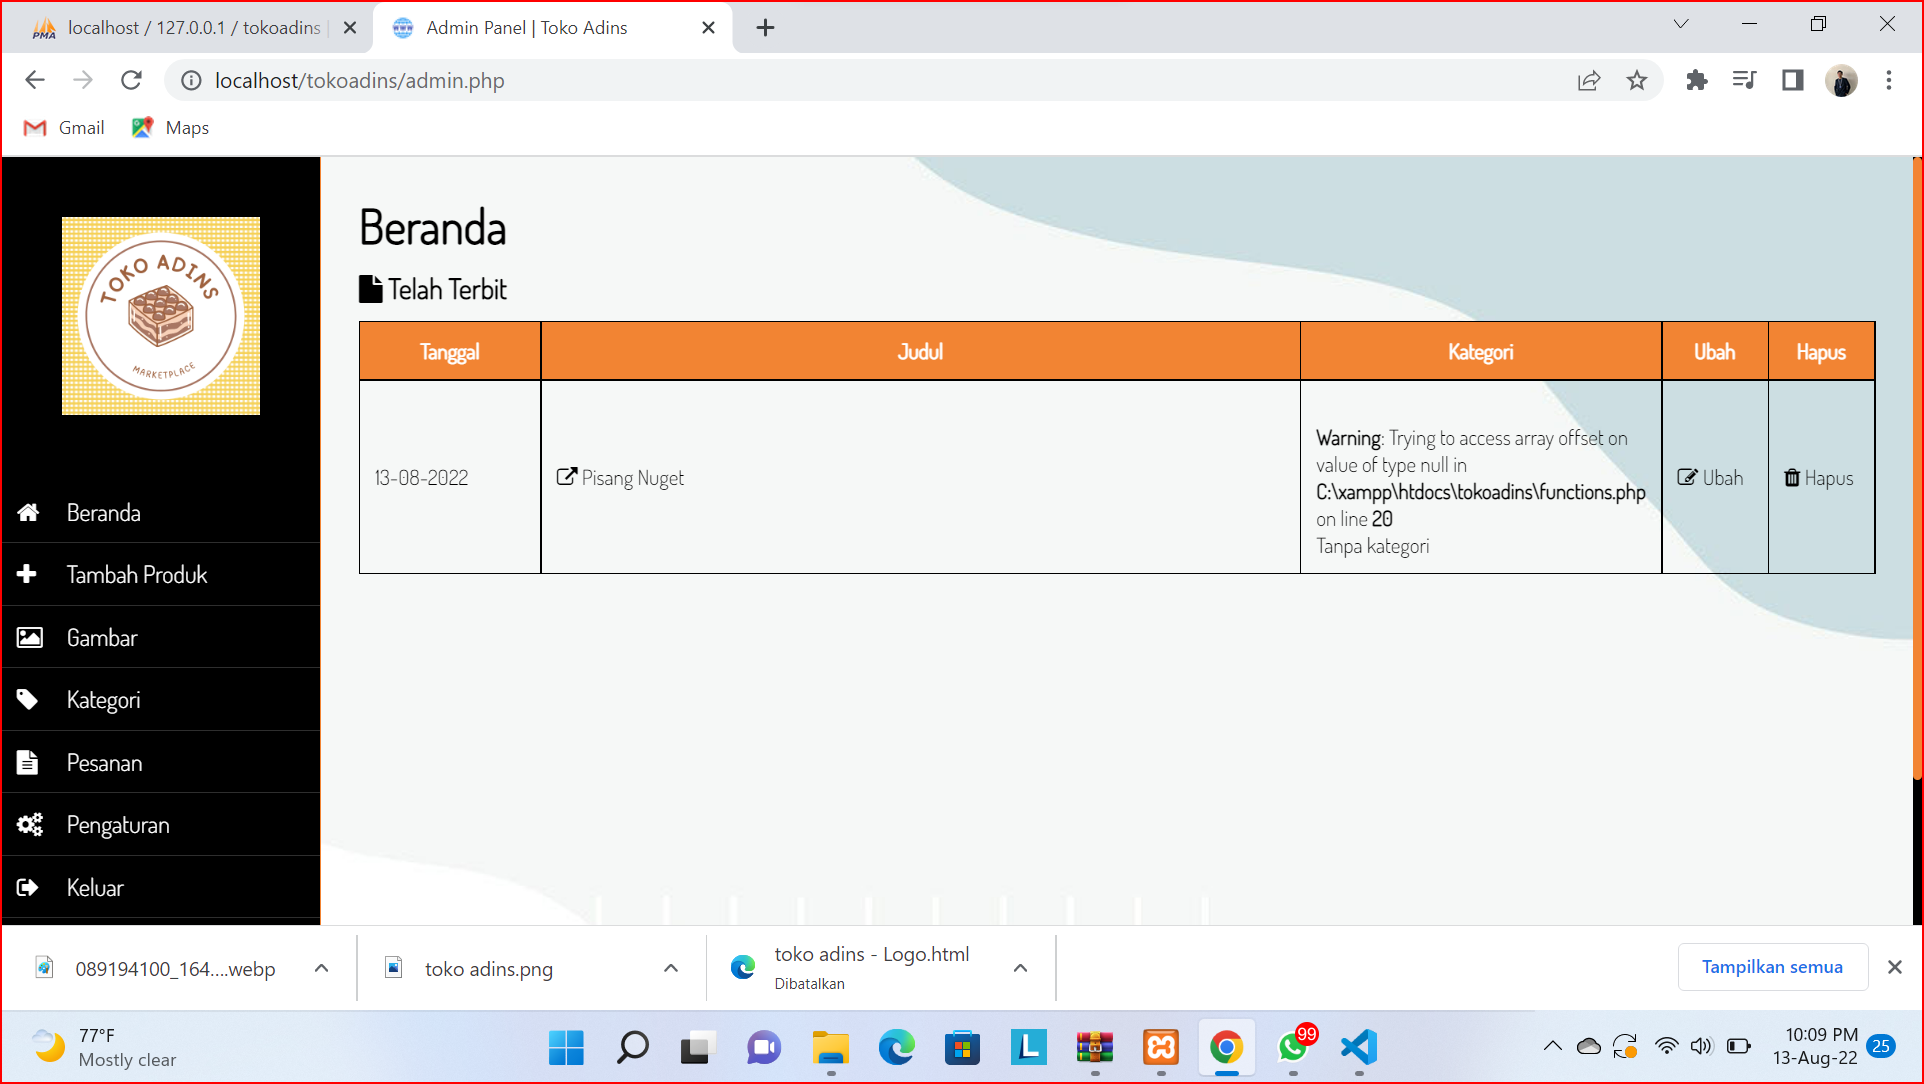 localhost / 127.0.0.1 / tokoadins |
Admin Panel | Toko Adins
localhost/tokoadins/admin.php
Gmail
Maps
TOKO ADINS
MARKETPLACE
Beranda
Tambah Produk
Gambar
Kategori
Pesanan
Pengaturan
Keluar
Beranda
Telah Terbit
Tanggal Judul Kategori Ubah Hapus
13-08-2022
Pisang Nuget
Warning: Trying to access array offset on
value of type null in
C:\xampp\htdocs\tokoadins\functions.php
on line 20
Tanpa kategori
Ubah
Hapus
089194100_164....webp
toko adins.png
toko adins - Logo.html
Dibatalkan
Tampilkan semua
77°F
Mostly clear
99
10:09 PM
13-Aug-22
25